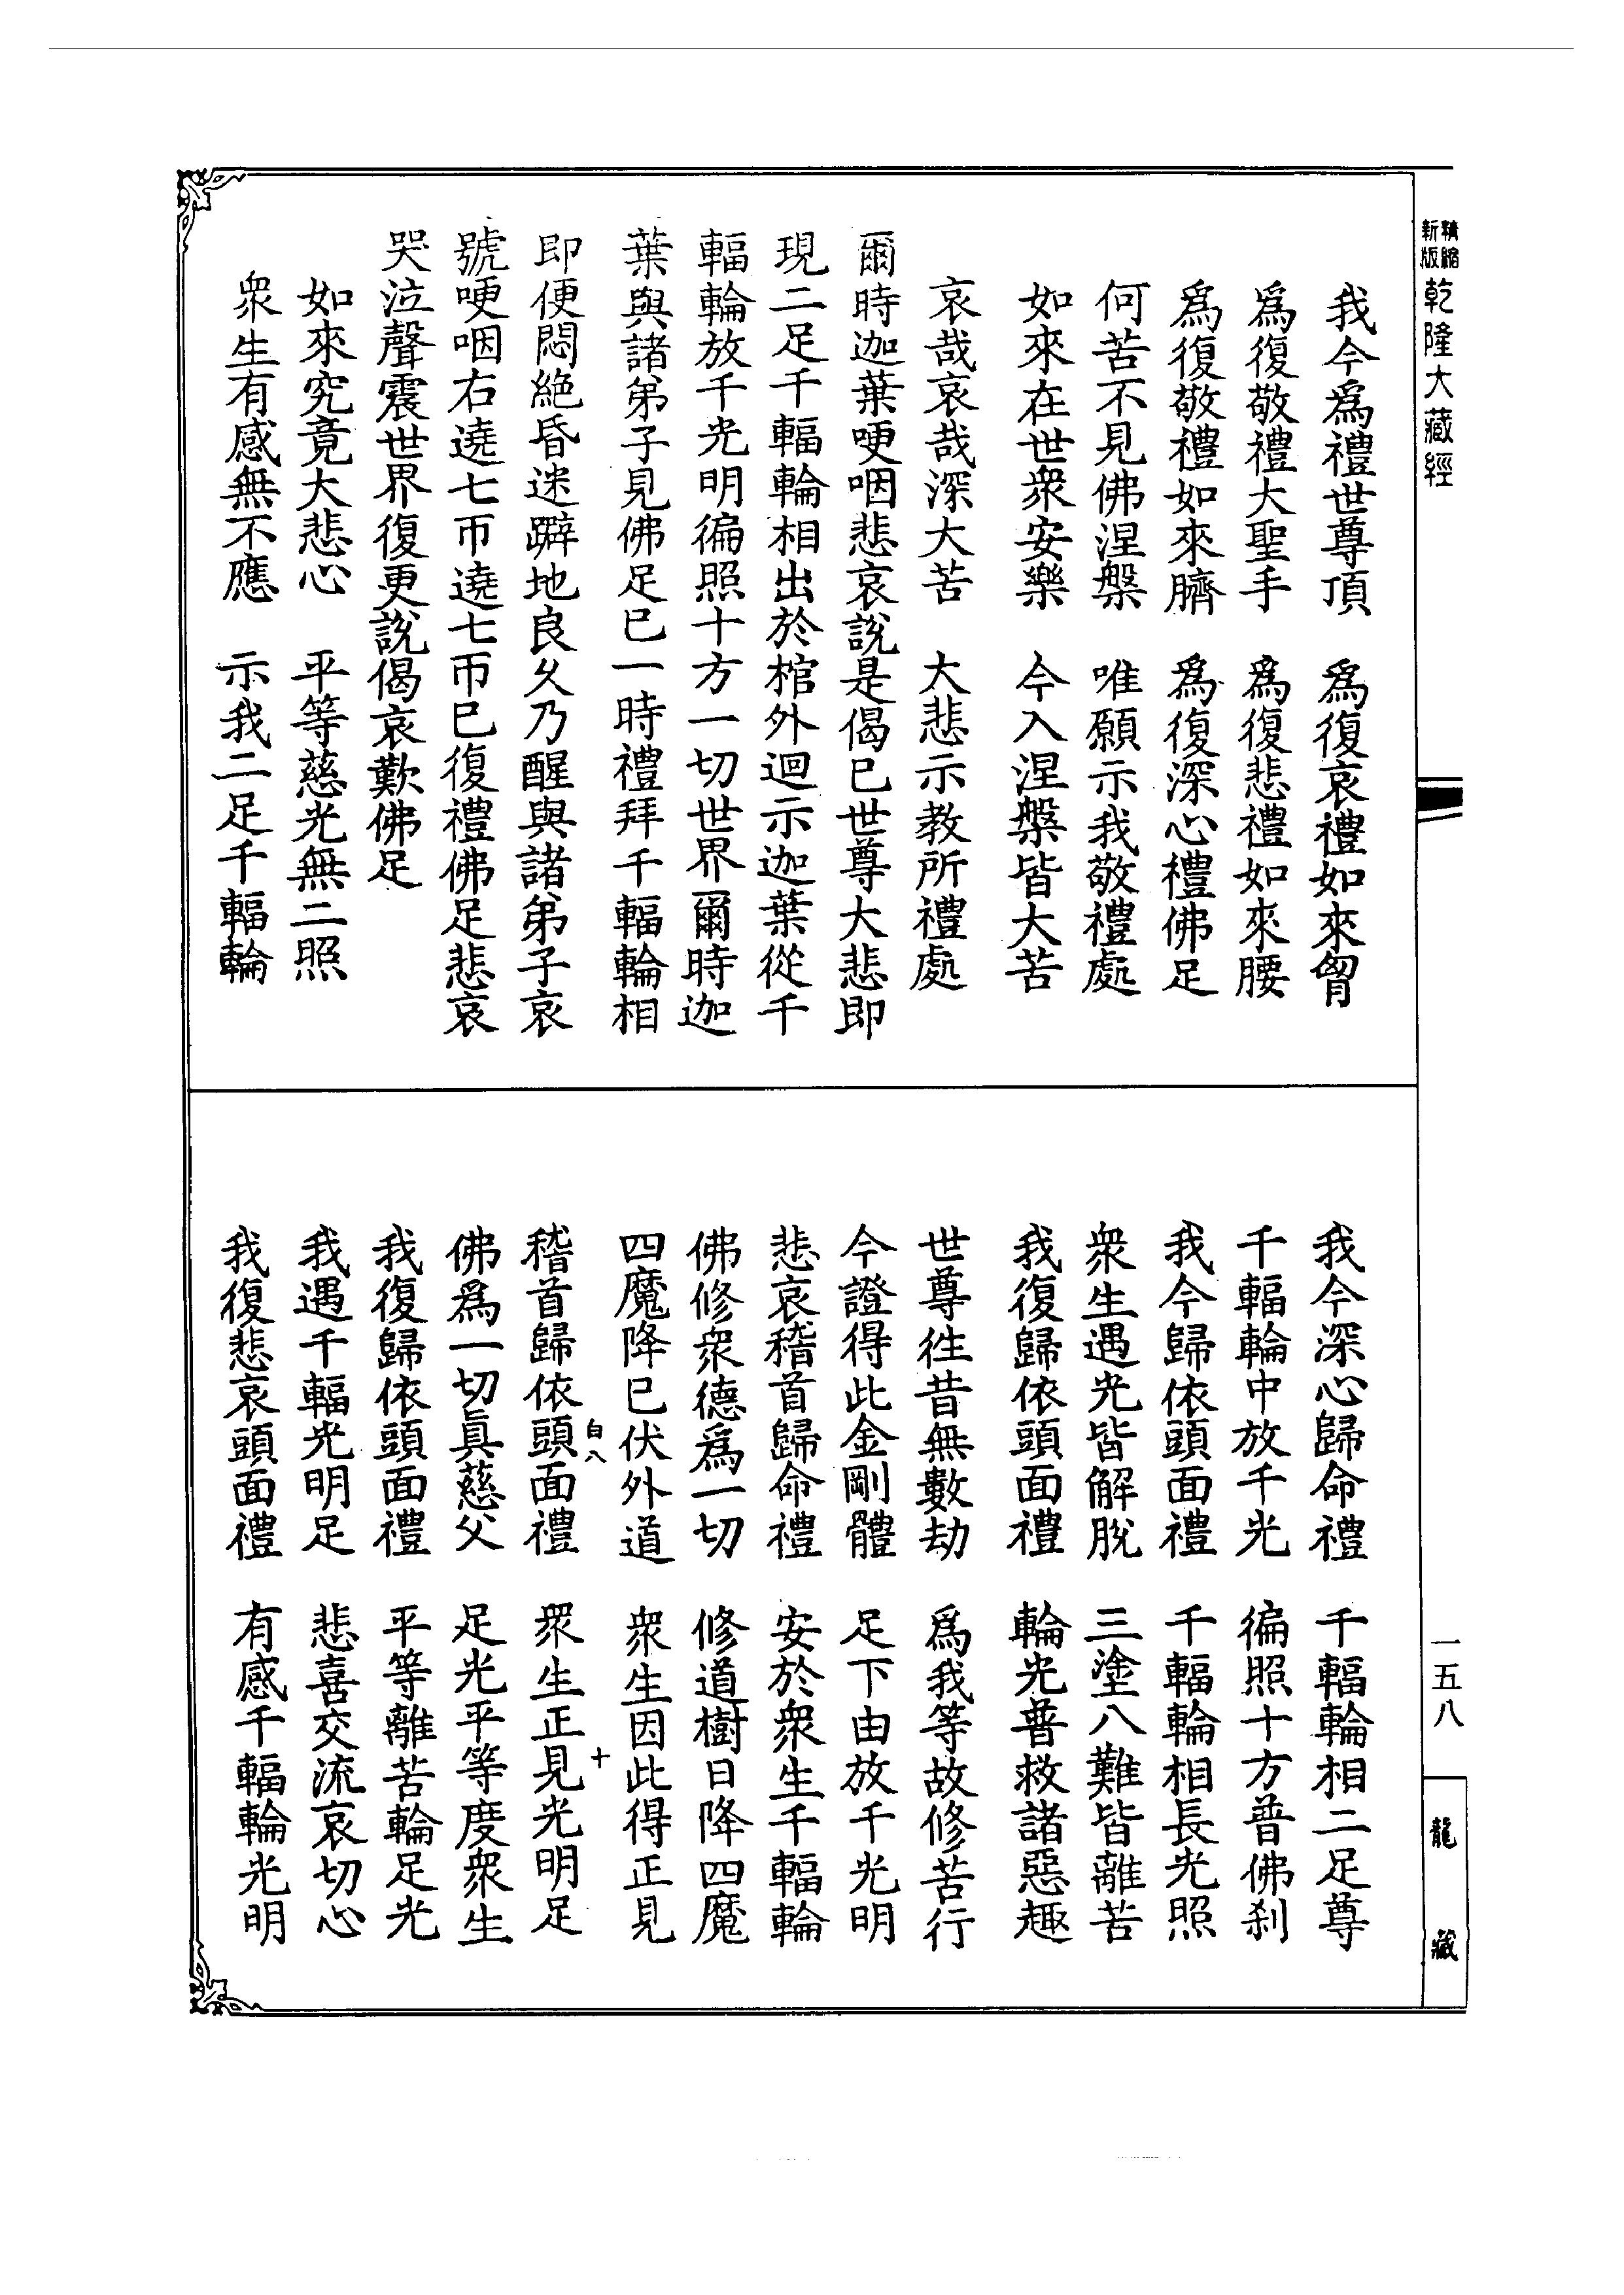 精縮
新版
乾隆大藏經
我今爲禮世尊頂　爲復哀禮如來胷
爲復敬禮大聖手　爲復悲禮如來腰
爲復敬禮如來臍　爲復深心禮佛足
何苦不見佛涅槃　唯願示我敬禮處
如來在世衆安樂　今入涅槃皆大苦
哀哉哀哉深大苦　大悲示教所禮處
爾時迦葉哽咽悲哀說是偈已世尊大悲即
現二足千輻輪相出於棺外迴示迦葉從千
輻輪放千光明徧照十方一切世界爾時迦
葉與諸弟子見佛足已一時禮拜千輻輪相
即便悶絶昏迷躃地良久乃醒與諸弟子哀
號哽咽右遶七帀遶七帀已復禮佛足悲哀
哭泣聲震世界復更說偈哀歎佛足
如來究竟大悲心　平等慈光無二照
衆生有感無不應　示我二足千輻輪
我今深心歸命禮　千輻輪相二足尊
千輻輪中放千光　徧照十方普佛刹
我今歸依頭面禮　千輻輪相長光照
衆生遇光皆解脫　三塗八難皆離苦
我復歸依頭面禮　輪光普救諸惡趣
世尊往昔無數劫　爲我等故修苦行
今證得此金剛體　足下由放千光明
悲哀稽首歸命禮　安於衆生千輻輪
佛修衆德爲一切　修道樹日降四魔
四魔降已伏外道　衆生因此得正見
白八　十
稽首歸依頭面禮　衆生正見光明足
佛爲一切真慈父　足光平等度衆生
我復歸依頭面禮　平等離苦輪足光
我遇千輻光明足　悲喜交流哀切心
我復悲哀頭面禮　有感千輻輪光明
一五八
龍藏